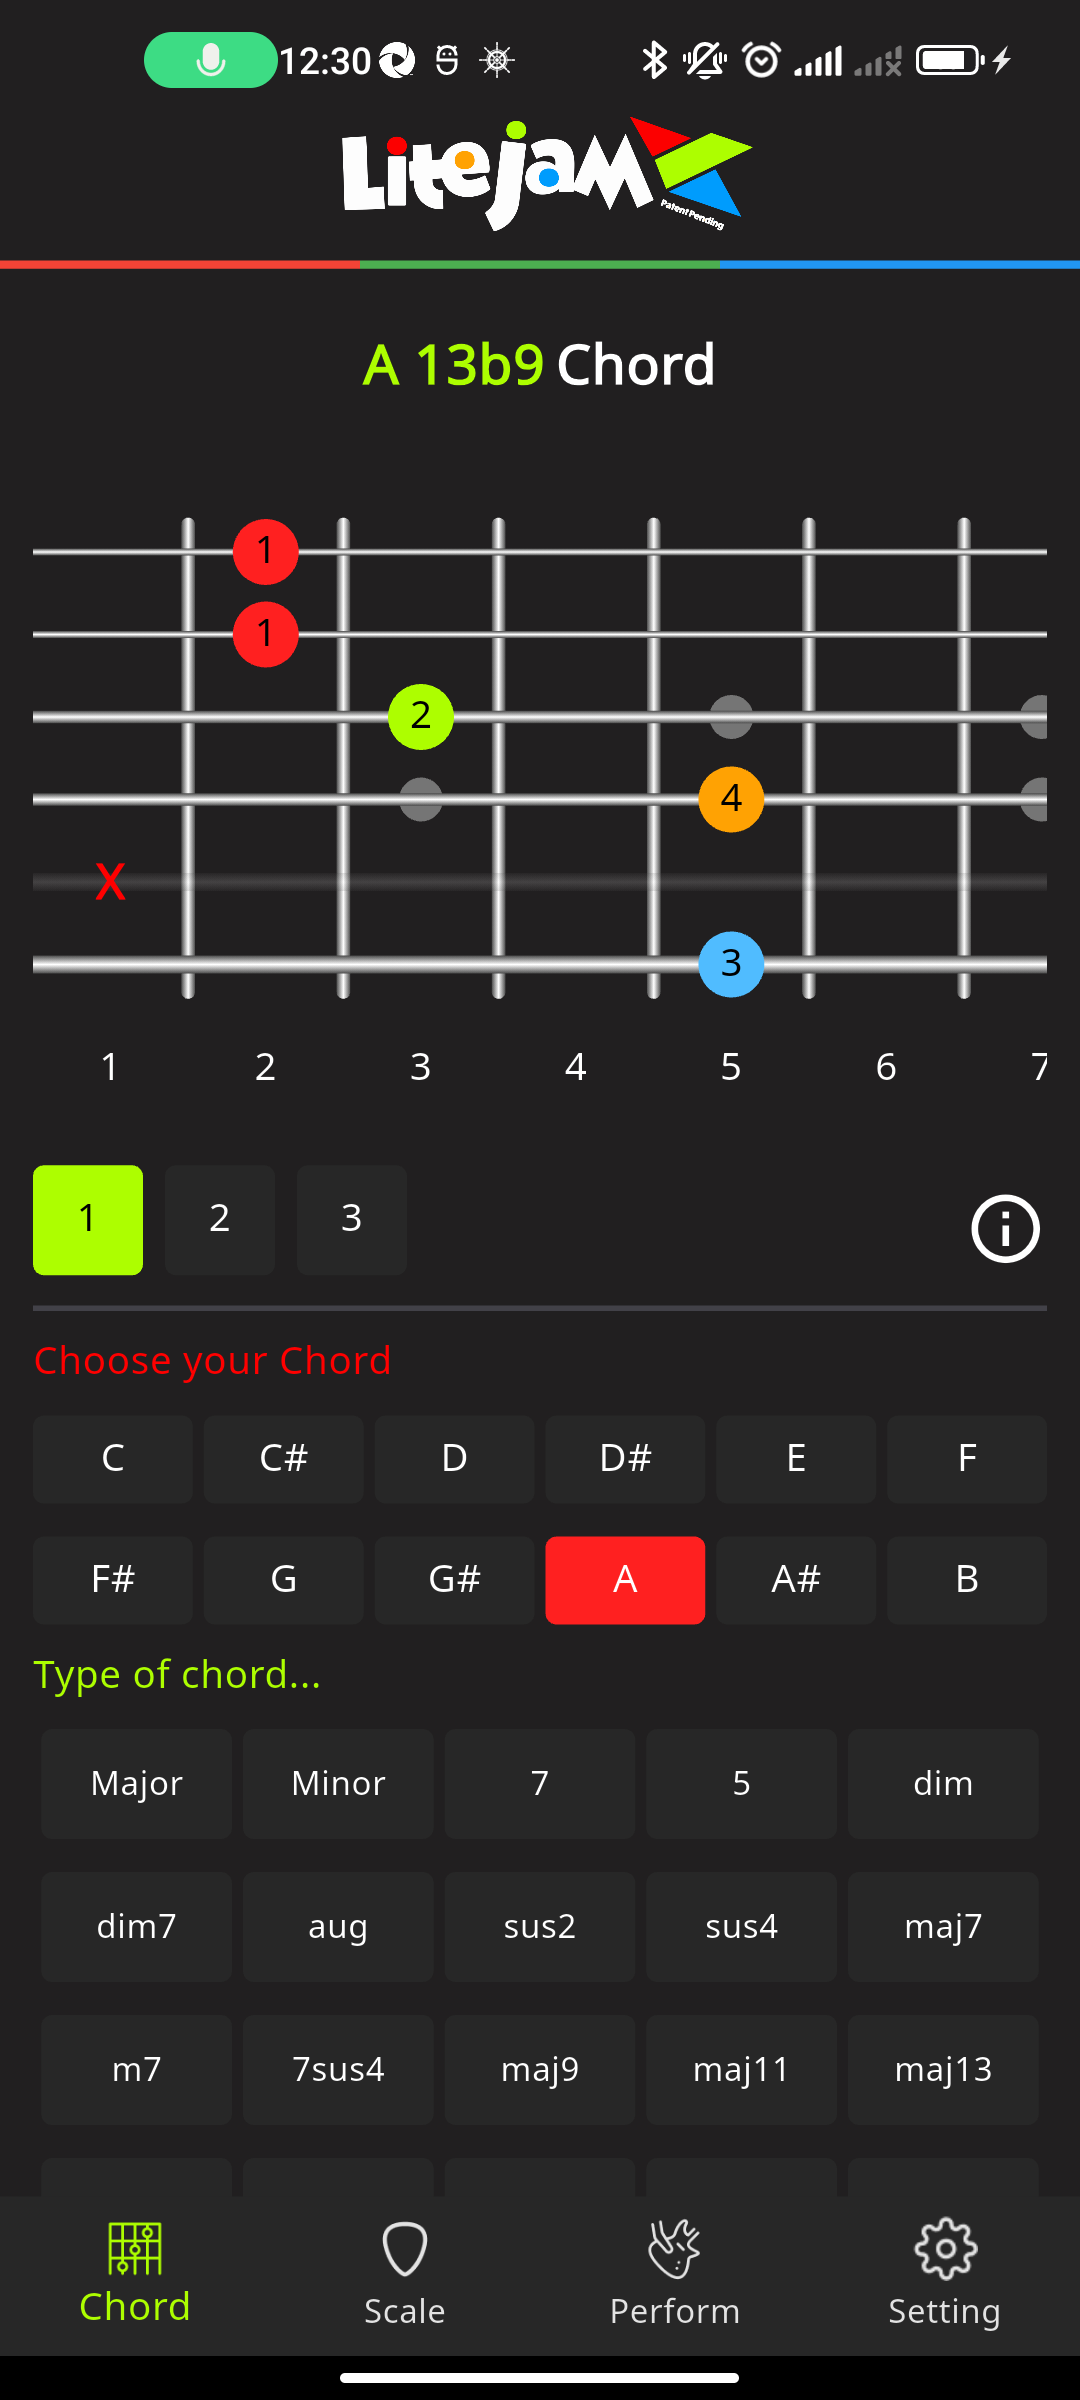 12:30
LiteJam
Patent Pending
A 13b9 Chord
1
1
2
4
X
3
1 2 3 4 5 6 7
1 2 3
Choose your Chord
C C# D D# E F
F# G G# A A# B
Type of chord...
Major Minor 7 5 dim
dim7 aug sus2 sus4 maj7
m7 7sus4 maj9 maj11 maj13
Chord Scale Perform Setting